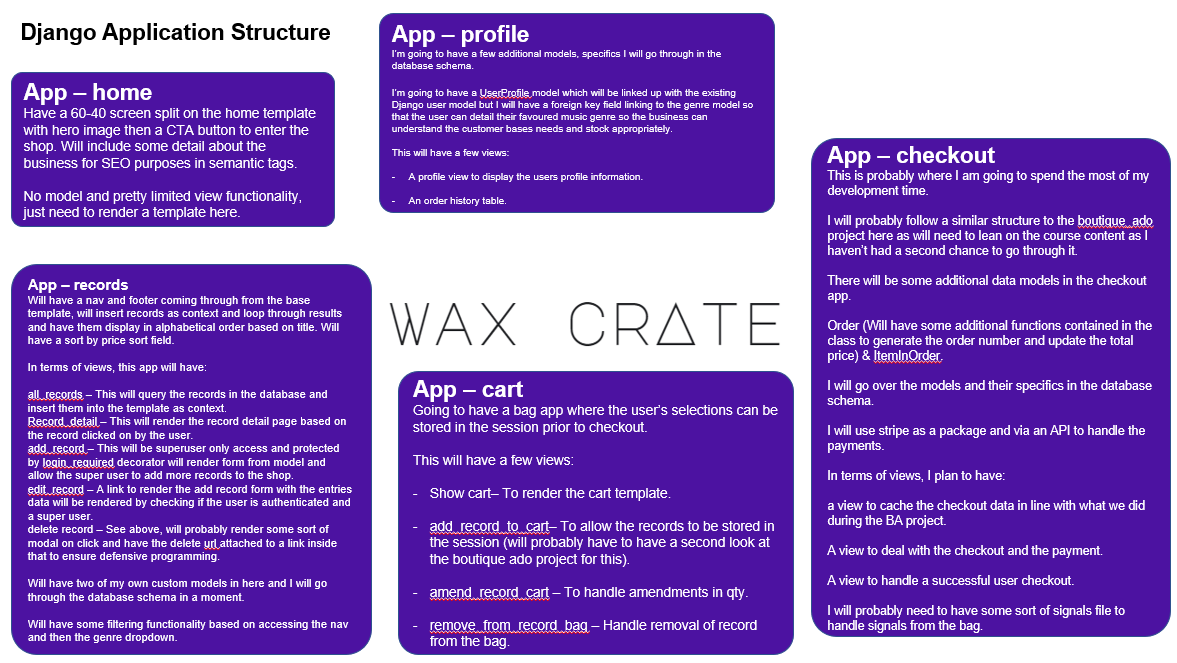 Django Application Structure
App – home
Have a 60-40 screen split on the home template
with hero image then a CTA button to enter the
shop. Will include some detail about the
business for SEO purposes in semantic tags.
No model and pretty limited view functionality,
just need to render a template here.
App – profile
I'm going to have a few additional models, specifics I will go through in the
database schema.
I'm going to have a UserProfile model which will be linked up with the existing
Django user model but I will have a foreign key field linking to the genre model so
that the user can detail their favoured music genre so the business can
understand the customer bases needs and stock appropriately.
This will have a few views:
- A profile view to display the users profile information.
- An order history table.
App – records
Will have a nav and footer coming through from the base
template, will insert records as context and loop through results
and have them display in alphabetical order based on title. Will
have a sort by price sort field.
In terms of views, this app will have:
all_records – This will query the records in the database and
insert them into the template as context.
Record_detail – This will render the record detail page based on
the record clicked on by the user.
add_record – This will be superuser only access and protected
by login_required decorator will render form from model and
allow the super user to add more records to the shop.
edit_record – A link to render the add record form with the entries
data will be rendered by checking if the user is authenticated and
a super user.
delete record – See above, will probably render some sort of
modal on click and have the delete url attached to a link inside
that to ensure defensive programming.
Will have two of my own custom models in here and I will go
through the database schema in a moment.
Will have some filtering functionality based on accessing the nav
and then the genre dropdown.
WAX CRATE
App – cart
Going to have a bag app where the user's selections can be
stored in the session prior to checkout.
This will have a few views:
- Show cart– To render the cart template.
- add_record_to_cart– To allow the records to be stored in
the session (will probably have to have a second look at
the boutique ado project for this).
- amend_record_cart – To handle amendments in qty.
- remove_from_record_bag – Handle removal of record
from the bag.
App – checkout
This is probably where I am going to spend the most of my
development time.
I will probably follow a similar structure to the boutique_ado
project here as will need to lean on the course content as I
haven't had a second chance to go through it.
There will be some additional data models in the checkout
app.
Order (Will have some additional functions contained in the
class to generate the order number and update the total
price) & ItemInOrder.
I will go over the models and their specifics in the database
schema.
I will use stripe as a package and via an API to handle the
payments.
In terms of views, I plan to have:
a view to cache the checkout data in line with what we did
during the BA project.
A view to deal with the checkout and the payment.
A view to handle a successful user checkout.
I will probably need to have some sort of signals file to
handle signals from the bag.